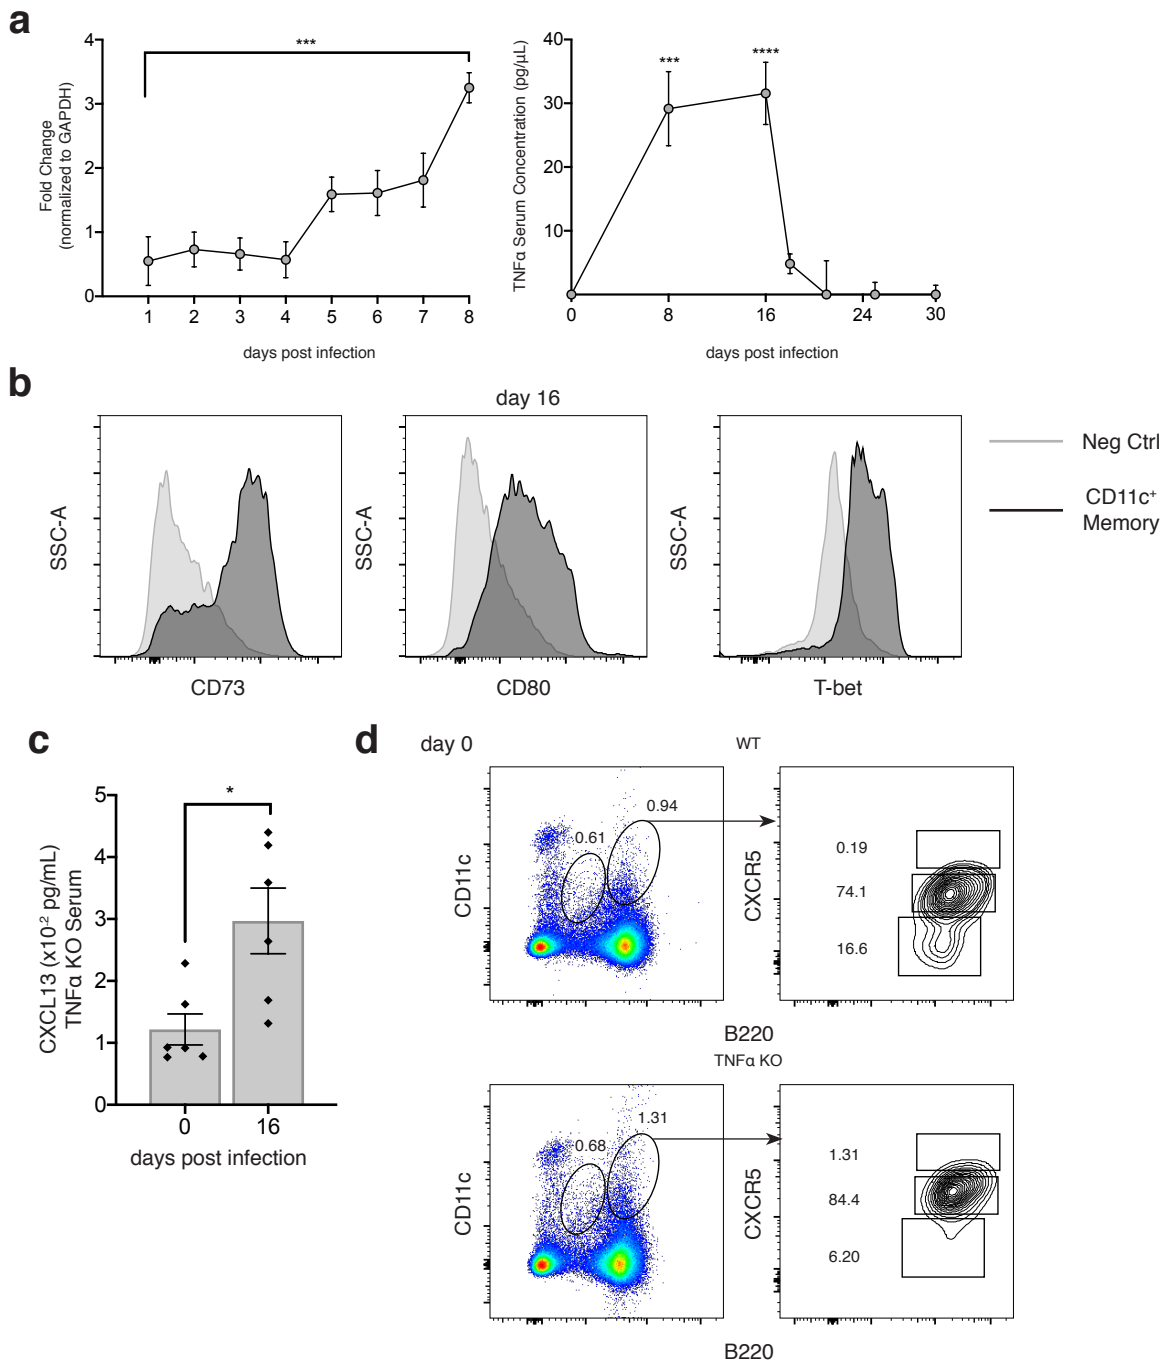 a
4
3
2
1
0
Fold Change
(normalized to GAPDH)
***
1 2 3 4 5 6 7 8
days post infection
40
30
20
10
TNFα Serum Concentration (pg/µL)
***
****
0 8 16 24 30
days post infection
b
day 16
SSC-A
CD73
SSC-A
CD80
SSC-A
T-bet
Neg Ctrl
CD11c⁺
Memory
c
5
4
3
2
1
0
CXCL13 (x10⁻² pg/mL)
TNFα KO Serum
*
0 16
days post infection
d
day 0
WT
CD11c
0.61
0.94
CXCR5
0.19
74.1
16.6
B220
TNFα KO
CD11c
0.68
1.31
CXCR5
1.31
84.4
6.20
B220